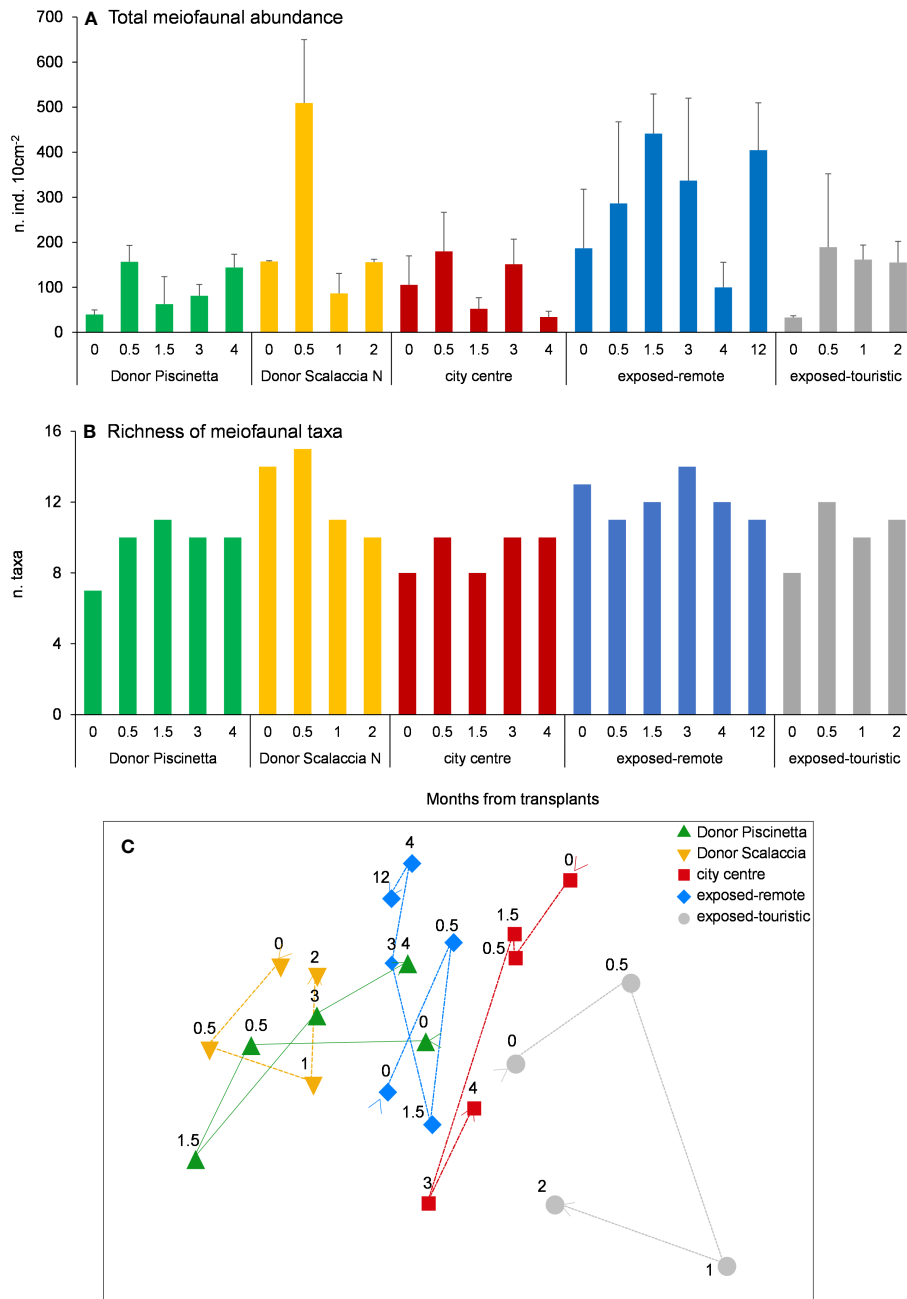 A Total meiofaunal abundance
700
600
500
400
300
200
100
0
n. ind. 10cm-2
0 0.5 1.5 3 4 0 0.5 1 2 0 0.5 1.5 3 4 0 0.5 1.5 3 4 12 0 0.5 1 2
Donor Piscinetta Donor Scalaccia N city centre exposed-remote exposed-touristic
B Richness of meiofaunal taxa
16
12
8
4
0
n. taxa
0 0.5 1.5 3 4 0 0.5 1 2 0 0.5 1.5 3 4 0 0.5 1.5 3 4 12 0 0.5 1 2
Donor Piscinetta Donor Scalaccia N city centre exposed-remote exposed-touristic
Months from transplants
C
Donor Piscinetta
Donor Scalaccia
city centre
exposed-remote
exposed-touristic
4
0
12
1.5
0.5
0.5
0
2
3 4
0.5
3
0.5
0.5
0
0
1
0
4
1.5
1.5
3
2
1